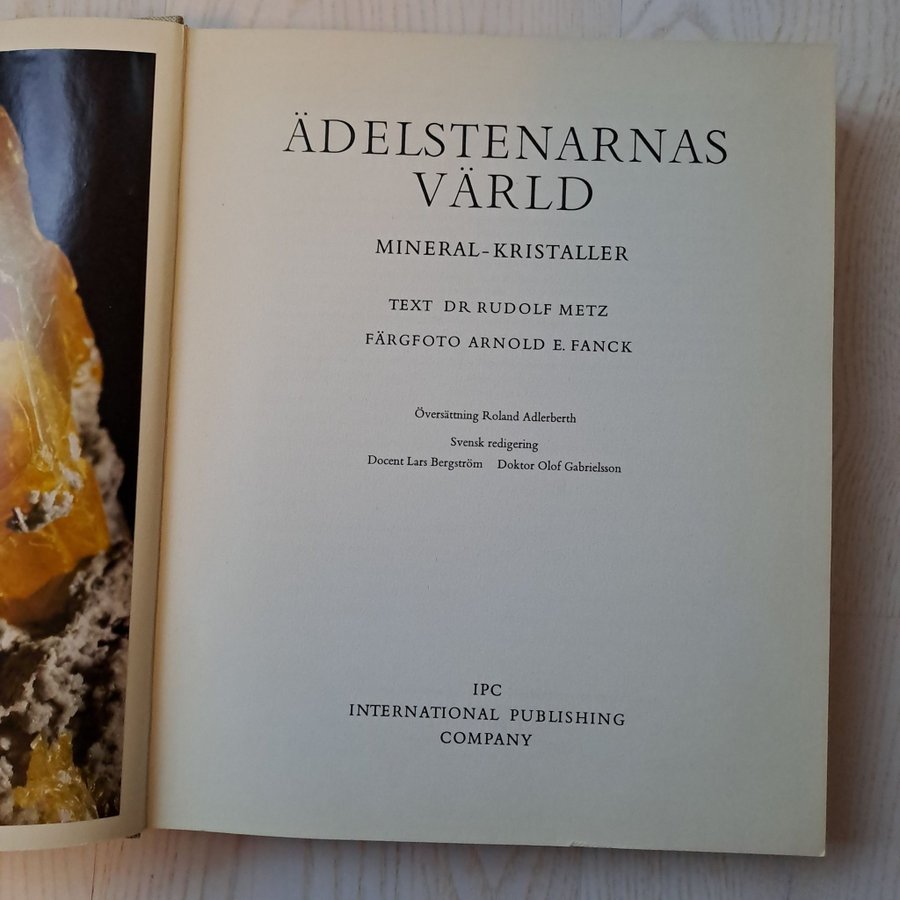 ÄDELSTENARNAS
VÄRLD
MINERAL-KRISTALLER
TEXT DR RUDOLF METZ
FÄRGFOTO ARNOLD E. FANCK
Översättning Roland Adlerberth
Svensk redigering
Docent Lars Bergström Doktor Olof Gabrielsson
IPC
INTERNATIONAL PUBLISHING
COMPANY